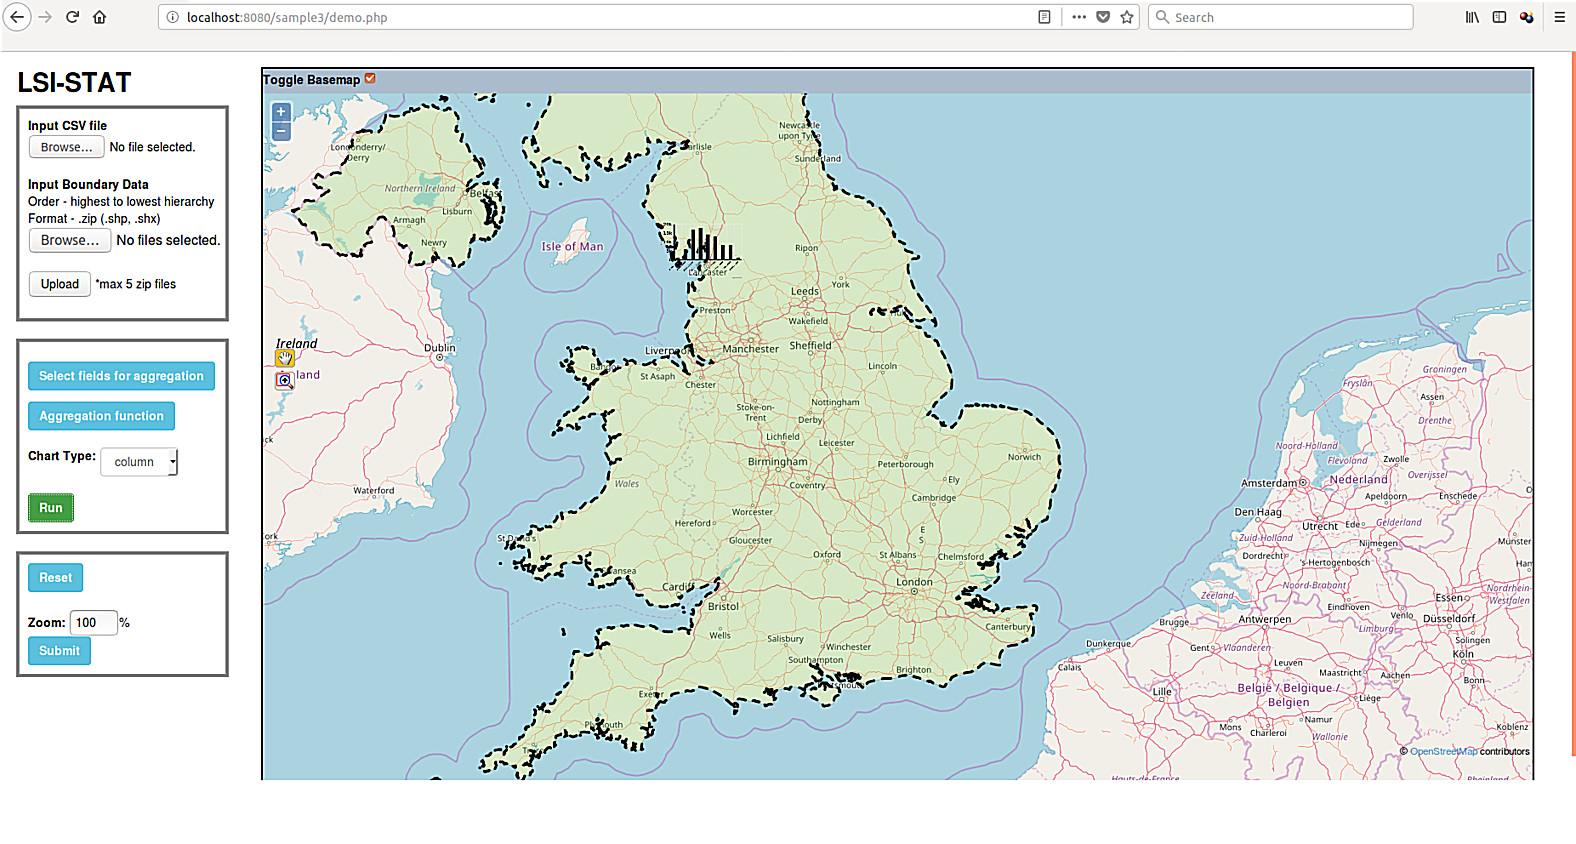 localhost:8080/sample3/demo.php
Search
LSI-STAT
Toggle Basemap
Input CSV file
Browse... No file selected.
Input Boundary Data
Order - highest to lowest hierarchy
Format - .zip (.shp, .shx)
Browse... No files selected.
Upload *max 5 zip files
Select fields for aggregation
Aggregation function
Chart Type: column
Run
Reset
Zoom: 100 %
Submit
+
−
Newcastle
upon Tyne
Sunderland
Londonderry/
Derry
Northern Ireland
Belfast
Lisburn
Armagh
Newry
Isle of Man
Lancaster
Ripon
York
Leeds
Preston
Wakefield
Ireland
Dublin
Manchester
Sheffield
St Asaph
Chester
Lincoln
Stoke-on-
Trent
Nottingham
Derby
Lichfield
Leicester
Birmingham
Peterborough
Norwich
Coventry
Ely
Cambridge
Wales
Waterford
Worcester
Hereford
Gloucester
Oxford
St Albans
Chelmsford
E
S
London
Cardiff
Bristol
Wells
Salisbury
Winchester
Southampton
Canterbury
Brighton
Exeter
Plymouth
Groningen
Fryslân
Assen
Drenthe
Noord-Holland
Flevoland
Zwolle
Overijssel
Amsterdam
Nederland
Apeldoorn
Enschede
Den Haag
Utrecht
Ede
Gelderland
Zuid-Holland
Nijmegen
Münster
Dordrecht
's-Hertogenbosch
Zeeland
Noord-Brabant
Nordrhein-
Westfalen
Eindhoven
Venlo
Essen
Brugge
Antwerpen
Limburg
Düsseldorf
Dunkerque
Gent
Vlaanderen
Solingen
Calais
Leuven
Maastricht
Aachen
Köln
Bonn
Lille
België / Belgique /
Belgien
Liège
Mons
Namur
Charleroi
Wallonie
Koblenz
© OpenStreetMap contributors
Hauts-de-France